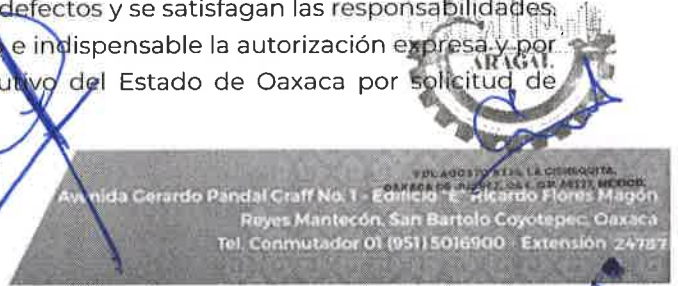 defectos y se satisfagan las responsabilidades,
e indispensable la autorización expresa y por
del Estado de Oaxaca por solicitud de
ARAGAL
Avenida Gerardo Pandal Graff No. 1 - Edificio "E" Ricardo Flores Magón
Reyes Mantecón, San Bartolo Coyotepec, Oaxaca
Tel. Conmutador 01 (951) 5016900 - Extensión 24787